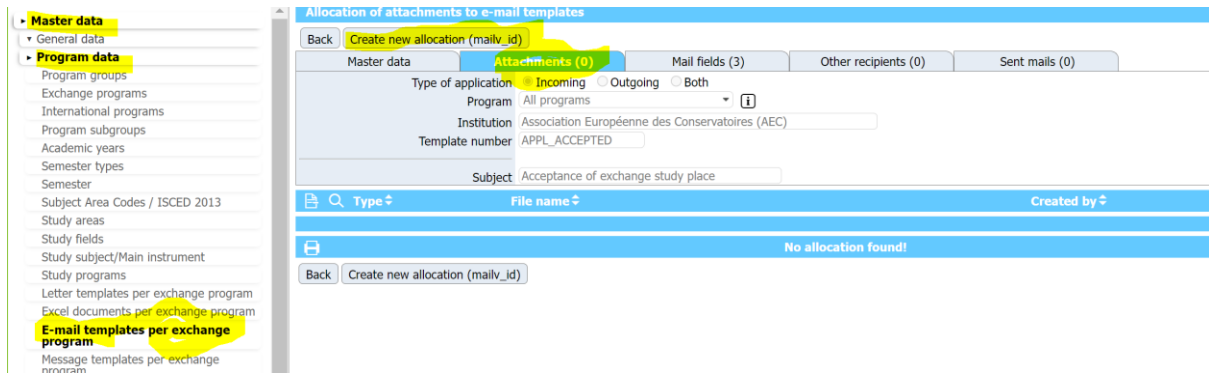 Master data
General data
Program data
Program groups
Exchange programs
International programs
Program subgroups
Academic years
Semester types
Semester
Subject Area Codes / ISCED 2013
Study areas
Study fields
Study subject/Main instrument
Study programs
Letter templates per exchange program
Excel documents per exchange program
E-mail templates per exchange
program
Message templates per exchange
program
Allocation of attachments to e-mail templates
Back Create new allocation (mailv_id)
Master data Attachments (0) Mail fields (3) Other recipients (0) Sent mails (0)
Type of application Incoming Outgoing Both
Program All programs i
Institution Association Européenne des Conservatoires (AEC)
Template number APPL_ACCEPTED
Subject Acceptance of exchange study place
Type File name Created by
No allocation found!
Back Create new allocation (mailv_id)